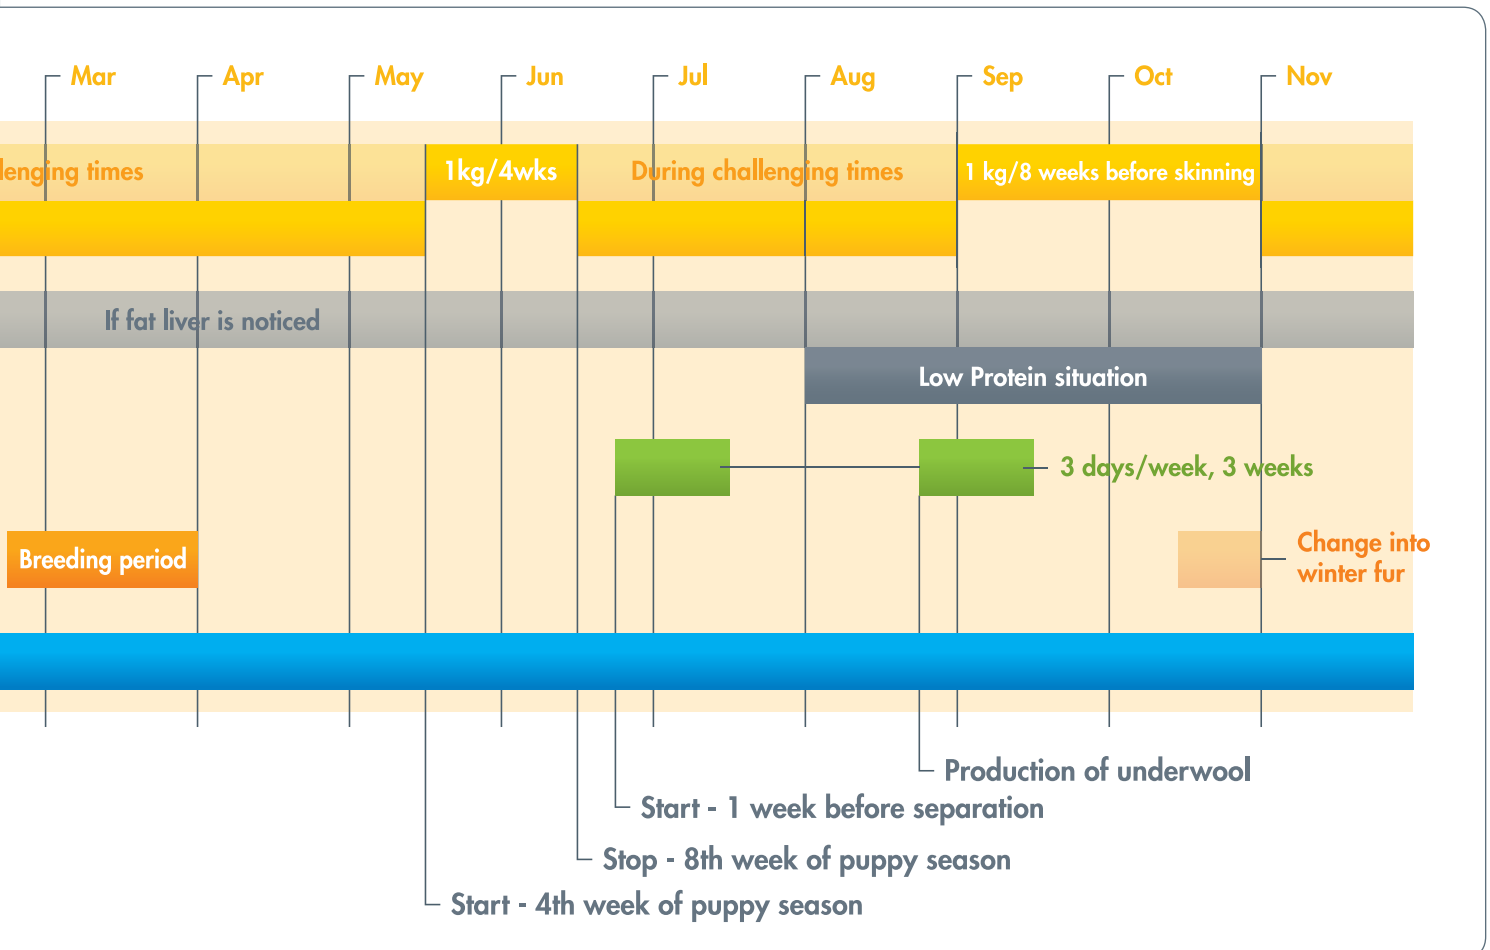 Mar
Apr
May
Jun
Jul
Aug
Sep
Oct
Nov
times
1kg/4wks
During challenging times
1 kg/8 weeks before skinning
If fat liver is noticed
Low Protein situation
3 days/week, 3 weeks
Breeding period
Change into
winter fur
Production of underwool
Start - 1 week before separation
Stop - 8th week of puppy season
Start - 4th week of puppy season